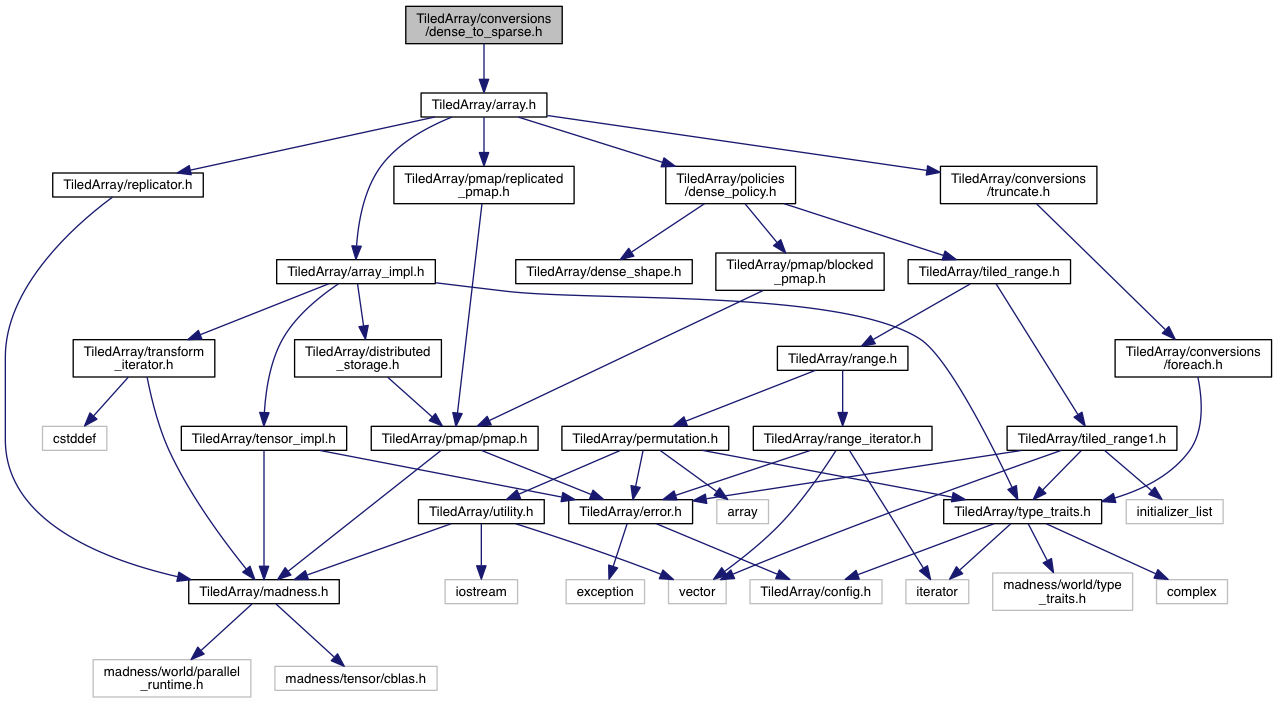 TiledArray/conversions
/dense_to_sparse.h
TiledArray/array.h
TiledArray/replicator.h
TiledArray/pmap/replicated
_pmap.h
TiledArray/policies
/dense_policy.h
TiledArray/conversions
/truncate.h
TiledArray/array_impl.h
TiledArray/dense_shape.h
TiledArray/pmap/blocked
_pmap.h
TiledArray/tiled_range.h
TiledArray/transform
_iterator.h
TiledArray/distributed
_storage.h
TiledArray/range.h
TiledArray/conversions
/foreach.h
cstddef
TiledArray/tensor_impl.h
TiledArray/pmap/pmap.h
TiledArray/permutation.h
TiledArray/range_iterator.h
TiledArray/tiled_range1.h
TiledArray/utility.h
TiledArray/error.h
array
TiledArray/type_traits.h
initializer_list
TiledArray/madness.h
iostream
exception
vector
TiledArray/config.h
iterator
madness/world/type
_traits.h
complex
madness/world/parallel
_runtime.h
madness/tensor/cblas.h